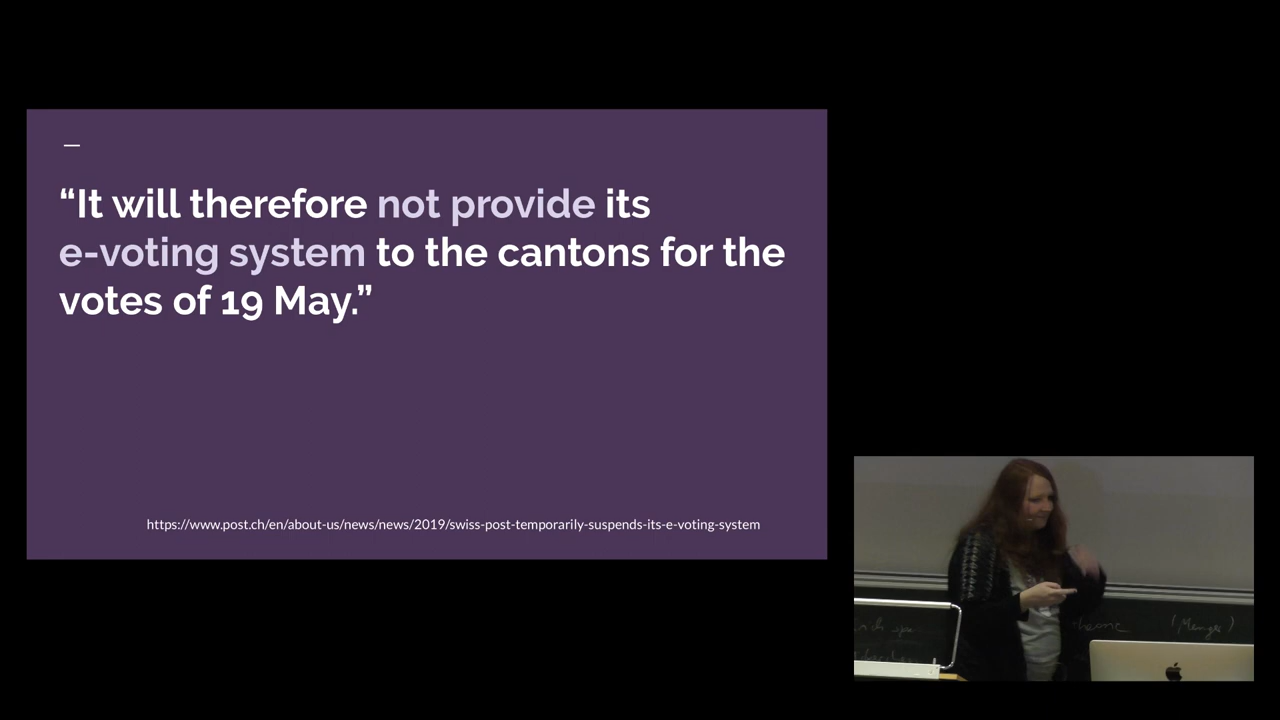 “It will therefore not provide its
e-voting system to the cantons for the
votes of 19 May.”
https://www.post.ch/en/about-us/news/news/2019/swiss-post-temporarily-suspends-its-e-voting-system
(Menger)